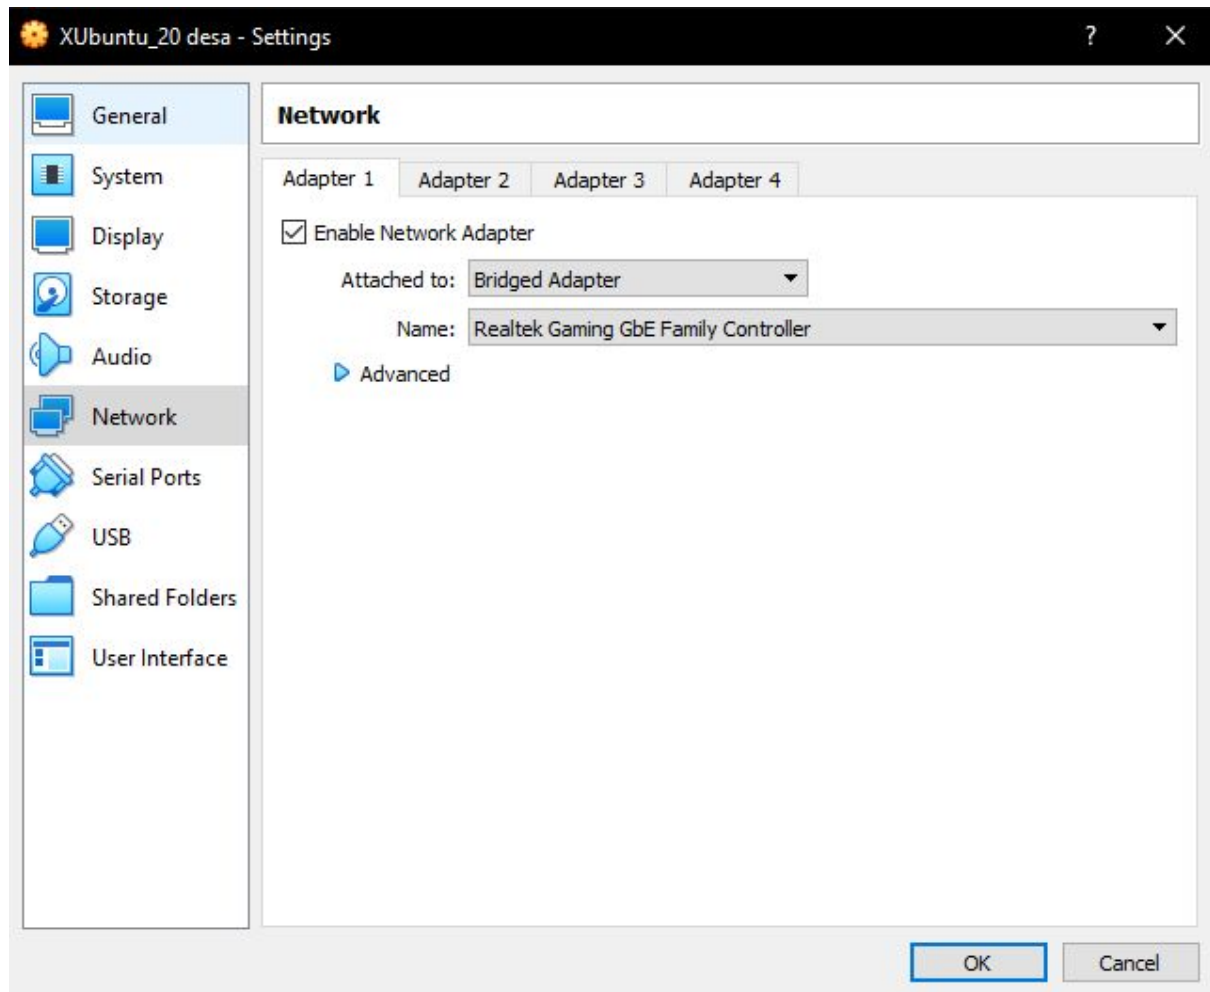 XUbuntu_20 desa - Settings
?
General
System
Display
Storage
Audio
Network
Serial Ports
USB
Shared Folders
User Interface
Network
Adapter 1
Adapter 2
Adapter 3
Adapter 4
Enable Network Adapter
Attached to: Bridged Adapter
Name: Realtek Gaming GbE Family Controller
Advanced
OK
Cancel